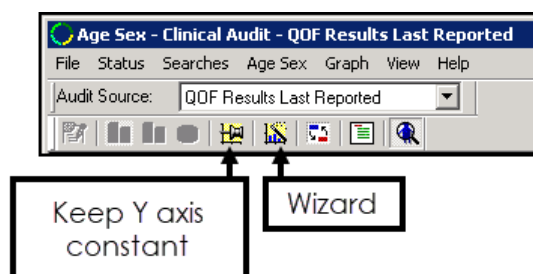 Age Sex - Clinical Audit - QOF Results Last Reported
File Status Searches Age Sex Graph View Help
Audit Source: QOF Results Last Reported
Keep Y axis
constant
Wizard